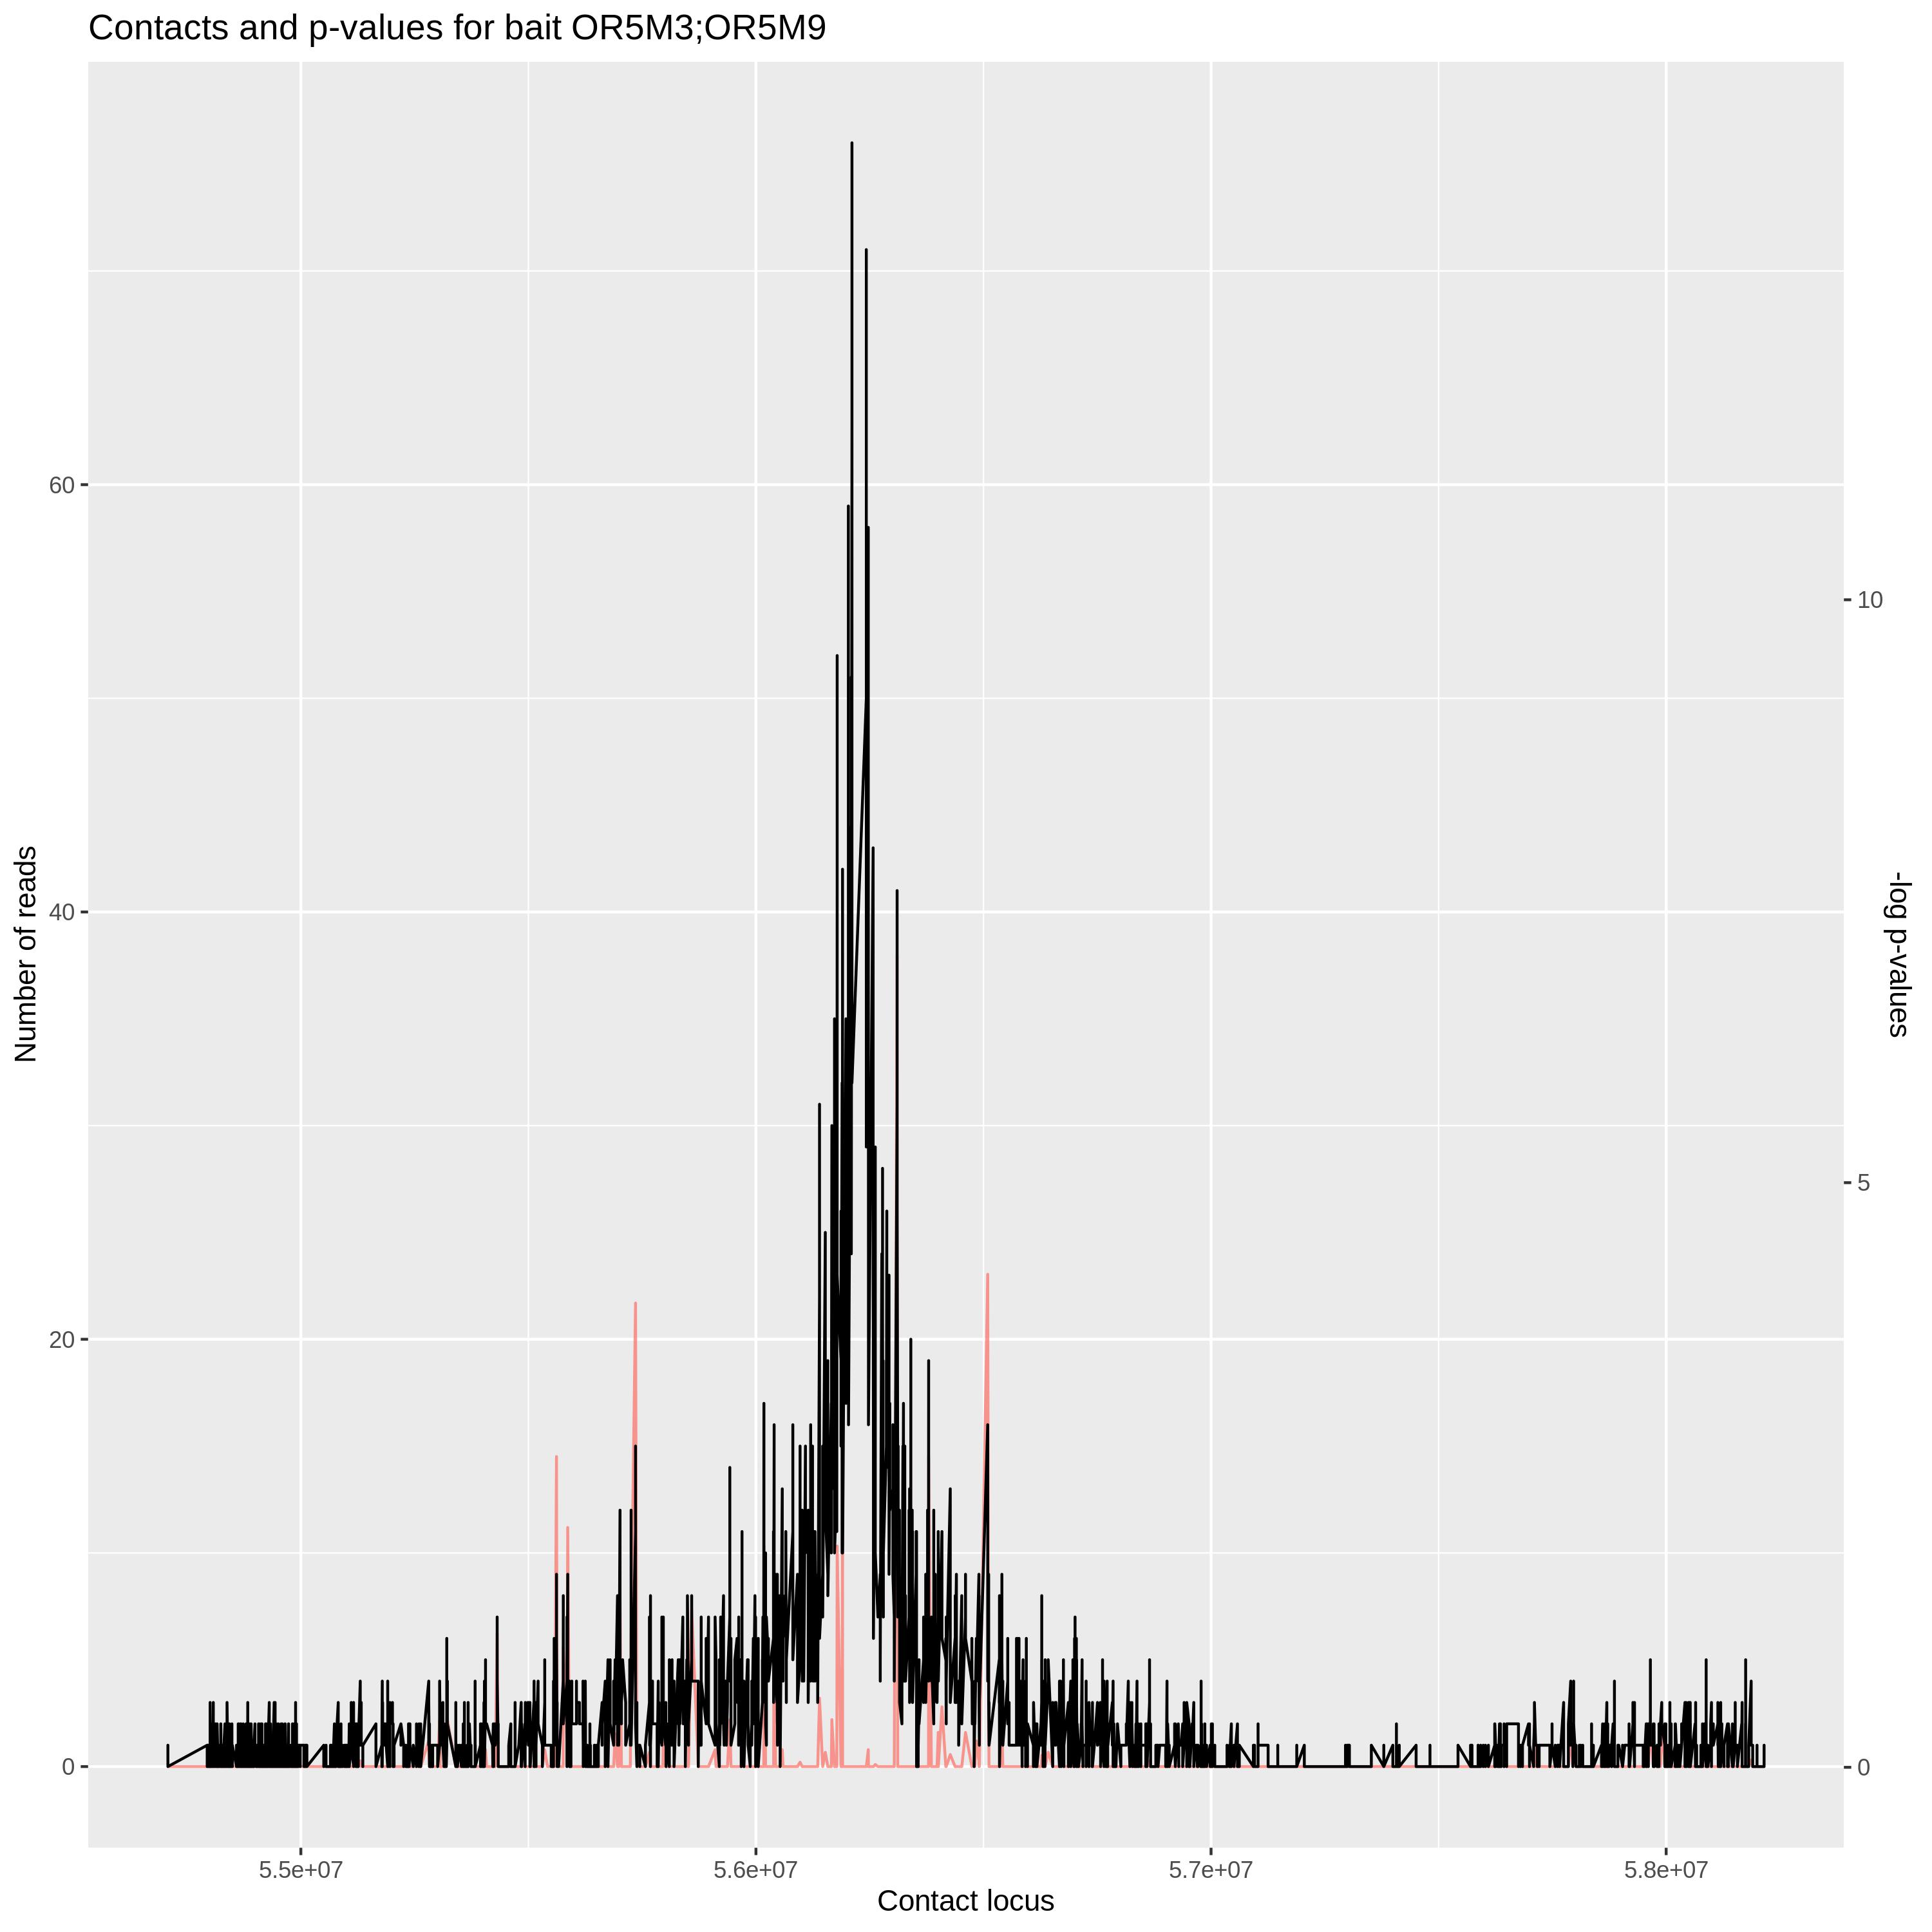 Contacts and p-values for bait OR5M3;OR5M9
60
40
20
0
Number of reads
10
5
0
-log p-values
5.5e+07
5.6e+07
5.7e+07
5.8e+07
Contact locus